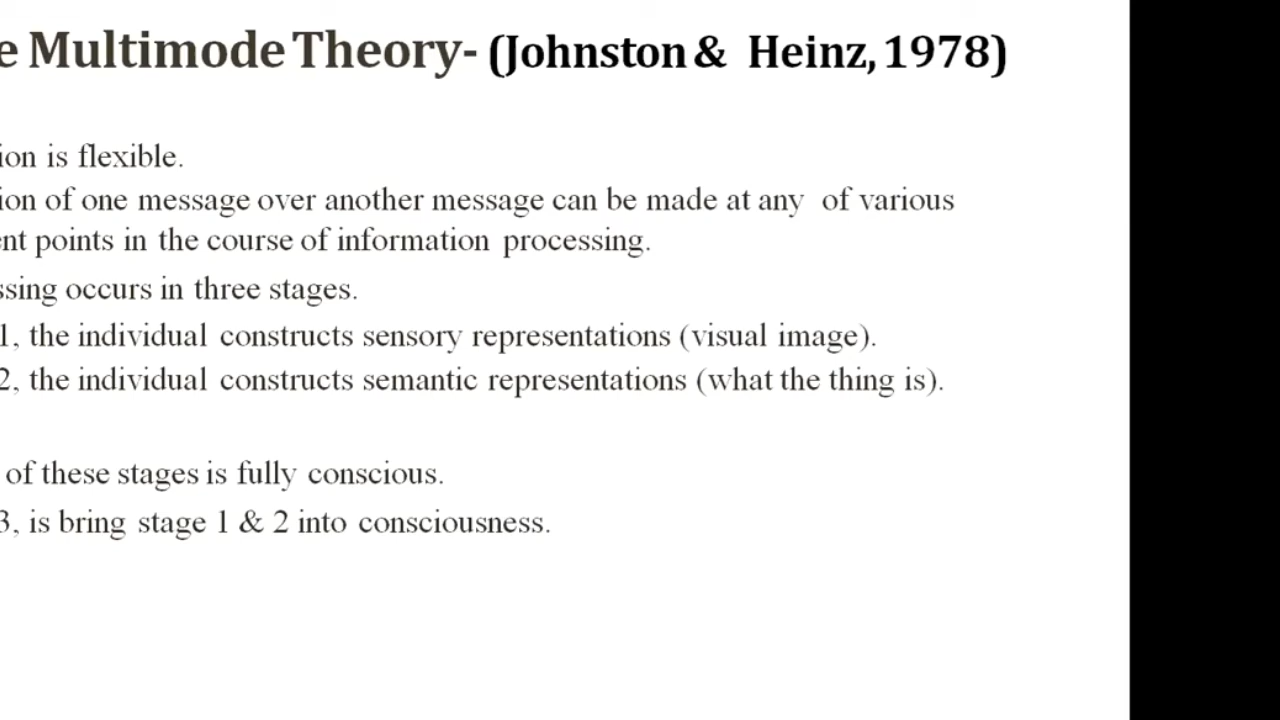 e Multimode Theory- (Johnston & Heinz, 1978)
ion is flexible.
ion of one message over another message can be made at any of various
nt points in the course of information processing.
ssing occurs in three stages.
1, the individual constructs sensory representations (visual image).
2, the individual constructs semantic representations (what the thing is).
of these stages is fully conscious.
3, is bring stage 1 & 2 into consciousness.